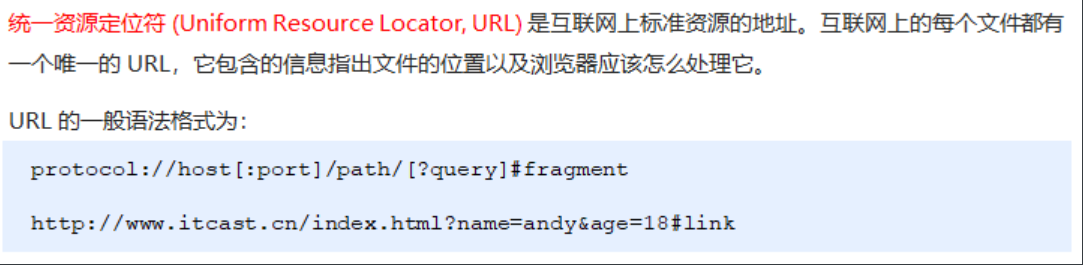 统一资源定位符 (Uniform Resource Locator, URL) 是互联网上标准资源的地址。互联网上的每个文件都有
一个唯一的 URL，它包含的信息指出文件的位置以及浏览器应该怎么处理它。
URL 的一般语法格式为：
protocol://host[:port]/path/[?query]#fragment
http://www.itcast.cn/index.html?name=andy&age=18#link